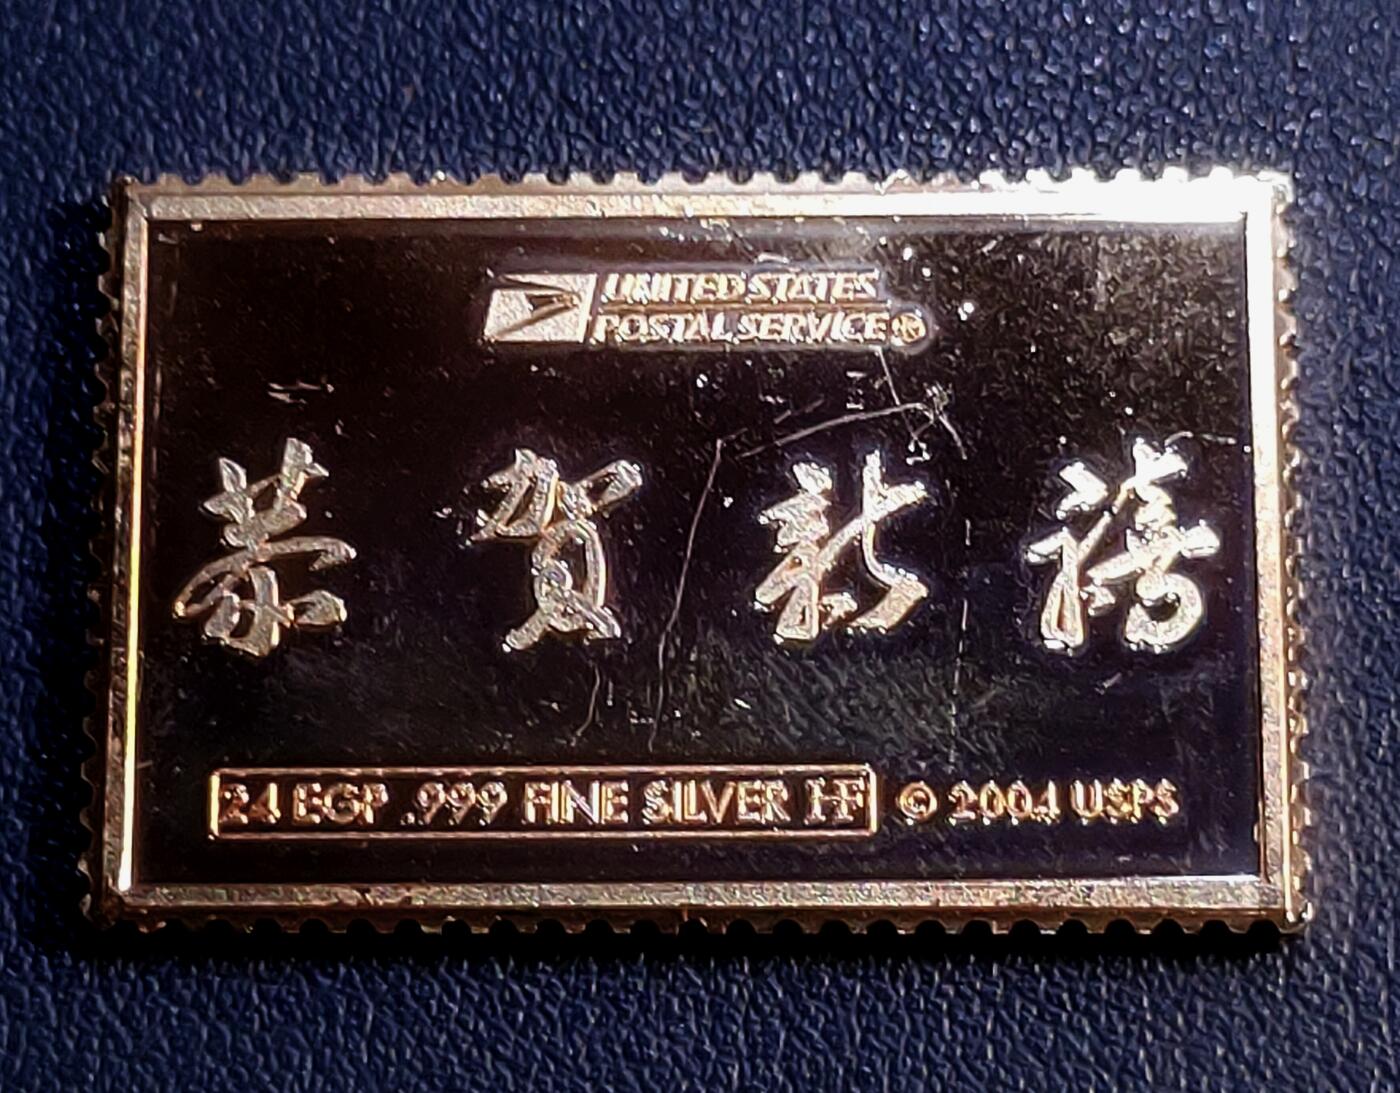 UNITED STATES
POSTAL SERVICE®
恭賀新禧
24 EGP .999 FINE SILVER HF © 2004 USPS